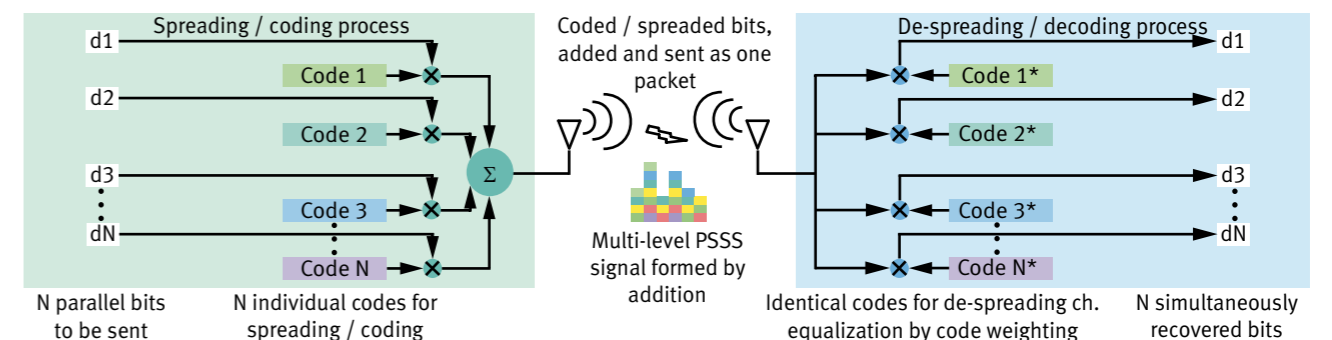 Spreading / coding process
d1
Code 1
d2
Code 2
d3
Code 3
dN
Code N
Σ
N parallel bits
to be sent
N individual codes for
spreading / coding
Coded / spreaded bits,
added and sent as one
packet
Multi-level PSSS
signal formed by
addition
De-spreading / decoding process
d1
Code 1*
d2
Code 2*
d3
Code 3*
dN
Code N*
Identical codes for de-spreading ch.
equalization by code weighting
N simultaneously
recovered bits